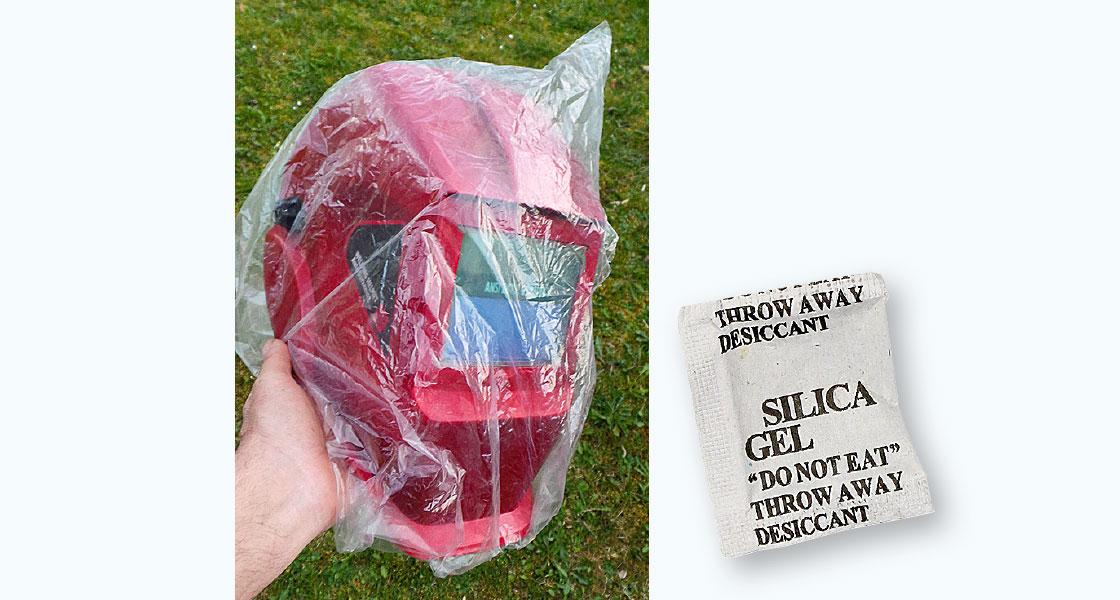 THROW AWAY
DESICCANT
SILICA
GEL
“DO NOT EAT”
THROW AWAY
DESICCANT